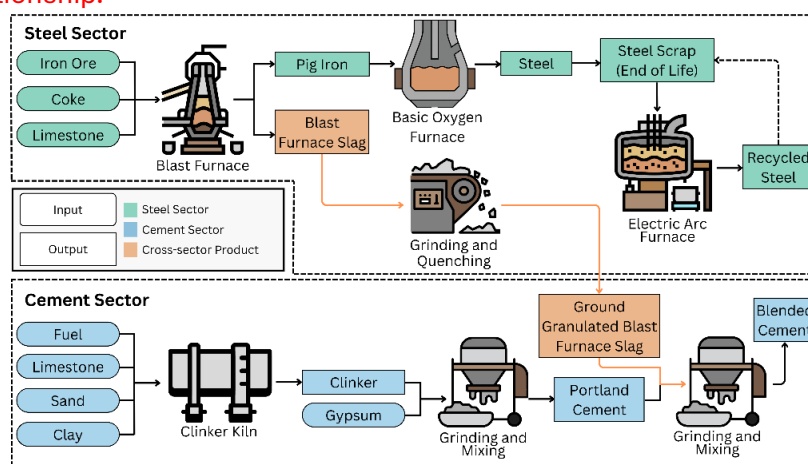 tionship.
Steel Sector
Iron Ore
Coke
Limestone
Blast Furnace
Pig Iron
Blast
Furnace Slag
Basic Oxygen
Furnace
Steel
Steel Scrap
(End of Life)
Electric Arc
Furnace
Recycled
Steel
Grinding and
Quenching
Input
Output
Steel Sector
Cement Sector
Cross-sector Product
Cement Sector
Fuel
Limestone
Sand
Clay
Clinker Kiln
Clinker
Gypsum
Grinding and
Mixing
Portland
Cement
Ground
Granulated Blast
Furnace Slag
Grinding and
Mixing
Blended
Cement